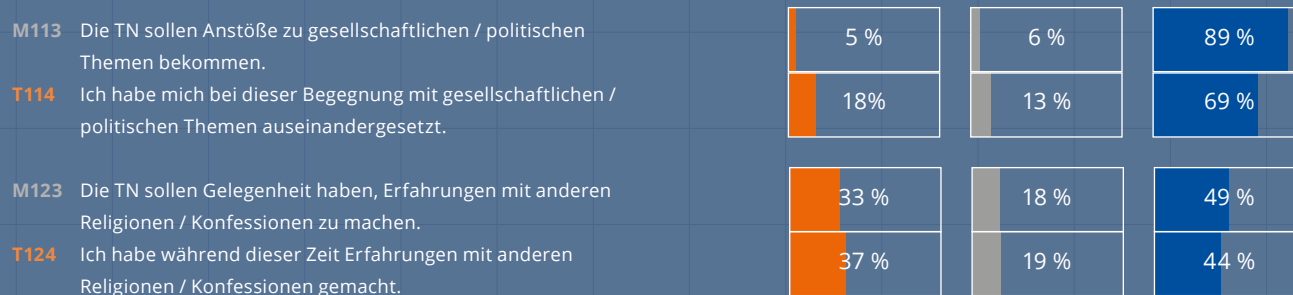 M113 Die TN sollen Anstöße zu gesellschaftlichen / politischen 5 % 6 % 89 %
Themen bekommen.
T114 Ich habe mich bei dieser Begegnung mit gesellschaftlichen / 18% 13 % 69 %
politischen Themen auseinandergesetzt.
M123 Die TN sollen Gelegenheit haben, Erfahrungen mit anderen 33 % 18 % 49 %
Religionen / Konfessionen zu machen.
T124 Ich habe während dieser Zeit Erfahrungen mit anderen 37 % 19 % 44 %
Religionen / Konfessionen gemacht.